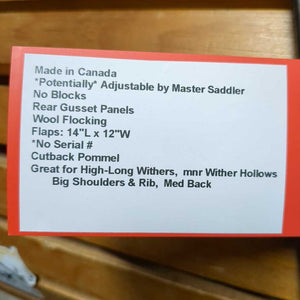 Made in Canada
*Potentially* Adjustable by Master Saddler
No Blocks
Rear Gusset Panels
Wool Flocking
Flaps: 14"L x 12"W
*No Serial #
Cutback Pommel
Great for High-Long Withers, mnr Wither Hollows
Big Shoulders & Rib, Med Back